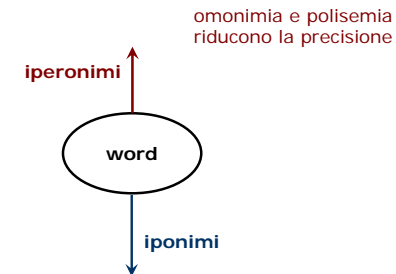 omonimia e polisemia
riducono la precisione
iperonimi
word
iponimi